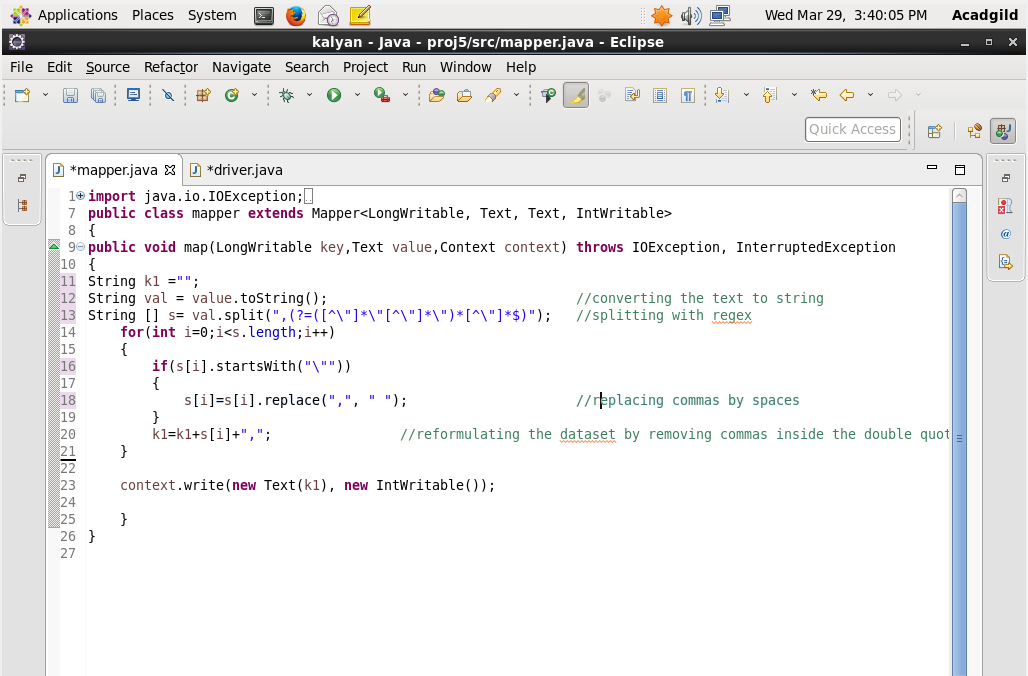 Applications Places System Wed Mar 29, 3:40:05 PM Acadgild
kalyan - Java - proj5/src/mapper.java - Eclipse
File Edit Source Refactor Navigate Search Project Run Window Help
Quick Access
*mapper.java *driver.java
1 import java.io.IOException;
7 public class mapper extends Mapper<LongWritable, Text, Text, IntWritable>
8 {
9 public void map(LongWritable key,Text value,Context context) throws IOException, InterruptedException
10 {
11 String k1 ="";
12 String val = value.toString(); //converting the text to string
13 String [] s= val.split(",(?=([^\"]*\"[^\"]*\")*[^\"]*$)"); //splitting with regex
14 for(int i=0;i<s.length;i++)
15 {
16 if(s[i].startsWith("\""))
17 {
18 s[i]=s[i].replace(",", " "); //replacing commas by spaces
19 }
20 k1=k1+s[i]+","; //reformulating the dataset by removing commas inside the double quot
21 }
22
23 context.write(new Text(k1), new IntWritable());
24
25 }
26 }
27